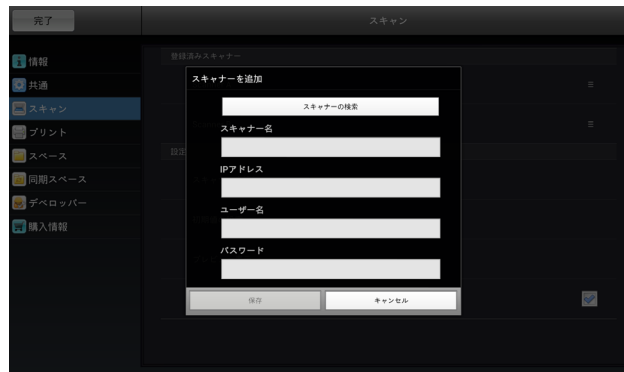 完了
スキャン
情報
共通
スキャン
プリント
スペース
同期スペース
デベロッパー
購入情報
登録済みスキャナー
スキャナーを追加
スキャナーの検索
スキャナー名
IPアドレス
ユーザー名
パスワード
保存
キャンセル